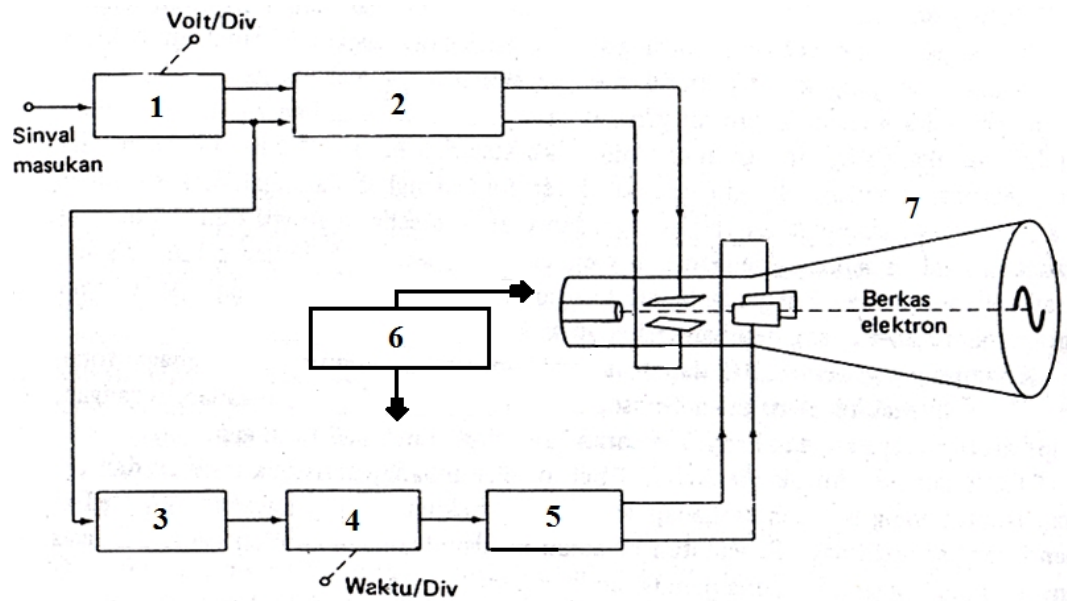 Volt/Div
1
2
Sinyal
masukan
7
Berkas
elektron
6
3
4
5
Waktu/Div